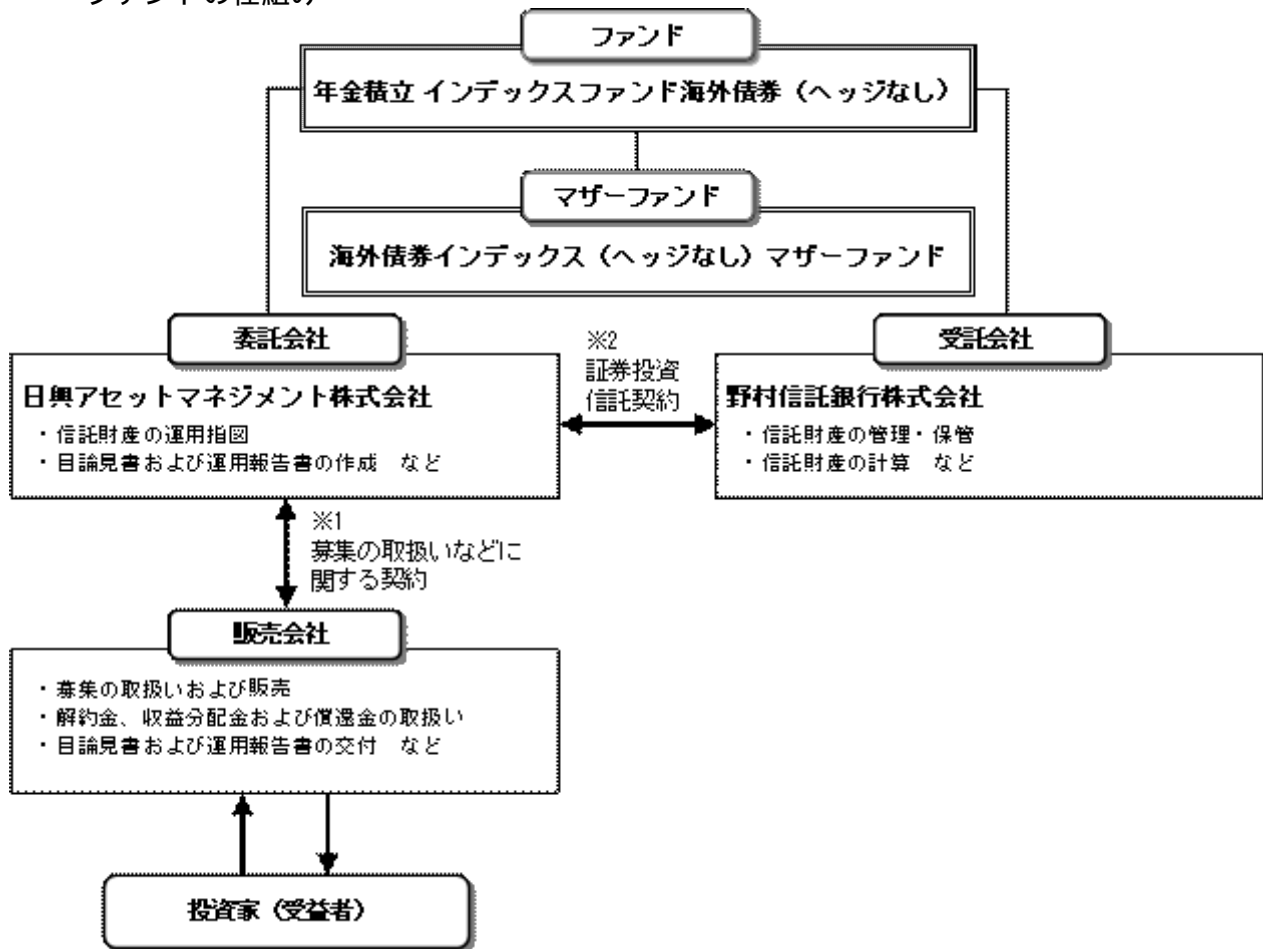 ファンドの仕組み
ファンド
年金積立 インデックスファンド海外債券（ヘッジなし）
マザーファンド
海外債券インデックス（ヘッジなし）マザーファンド
委託会社
日興アセットマネジメント株式会社
・信託財産の運用指図
・目論見書および運用報告書の作成　など
※2
証券投資
信託契約
受託会社
野村信託銀行株式会社
・信託財産の管理・保管
・信託財産の計算　など
※1
募集の取扱いなどに
関する契約
販売会社
・募集の取扱いおよび販売
・解約金、収益分配金および償還金の取扱い
・目論見書および運用報告書の交付　など
投資家（受益者）